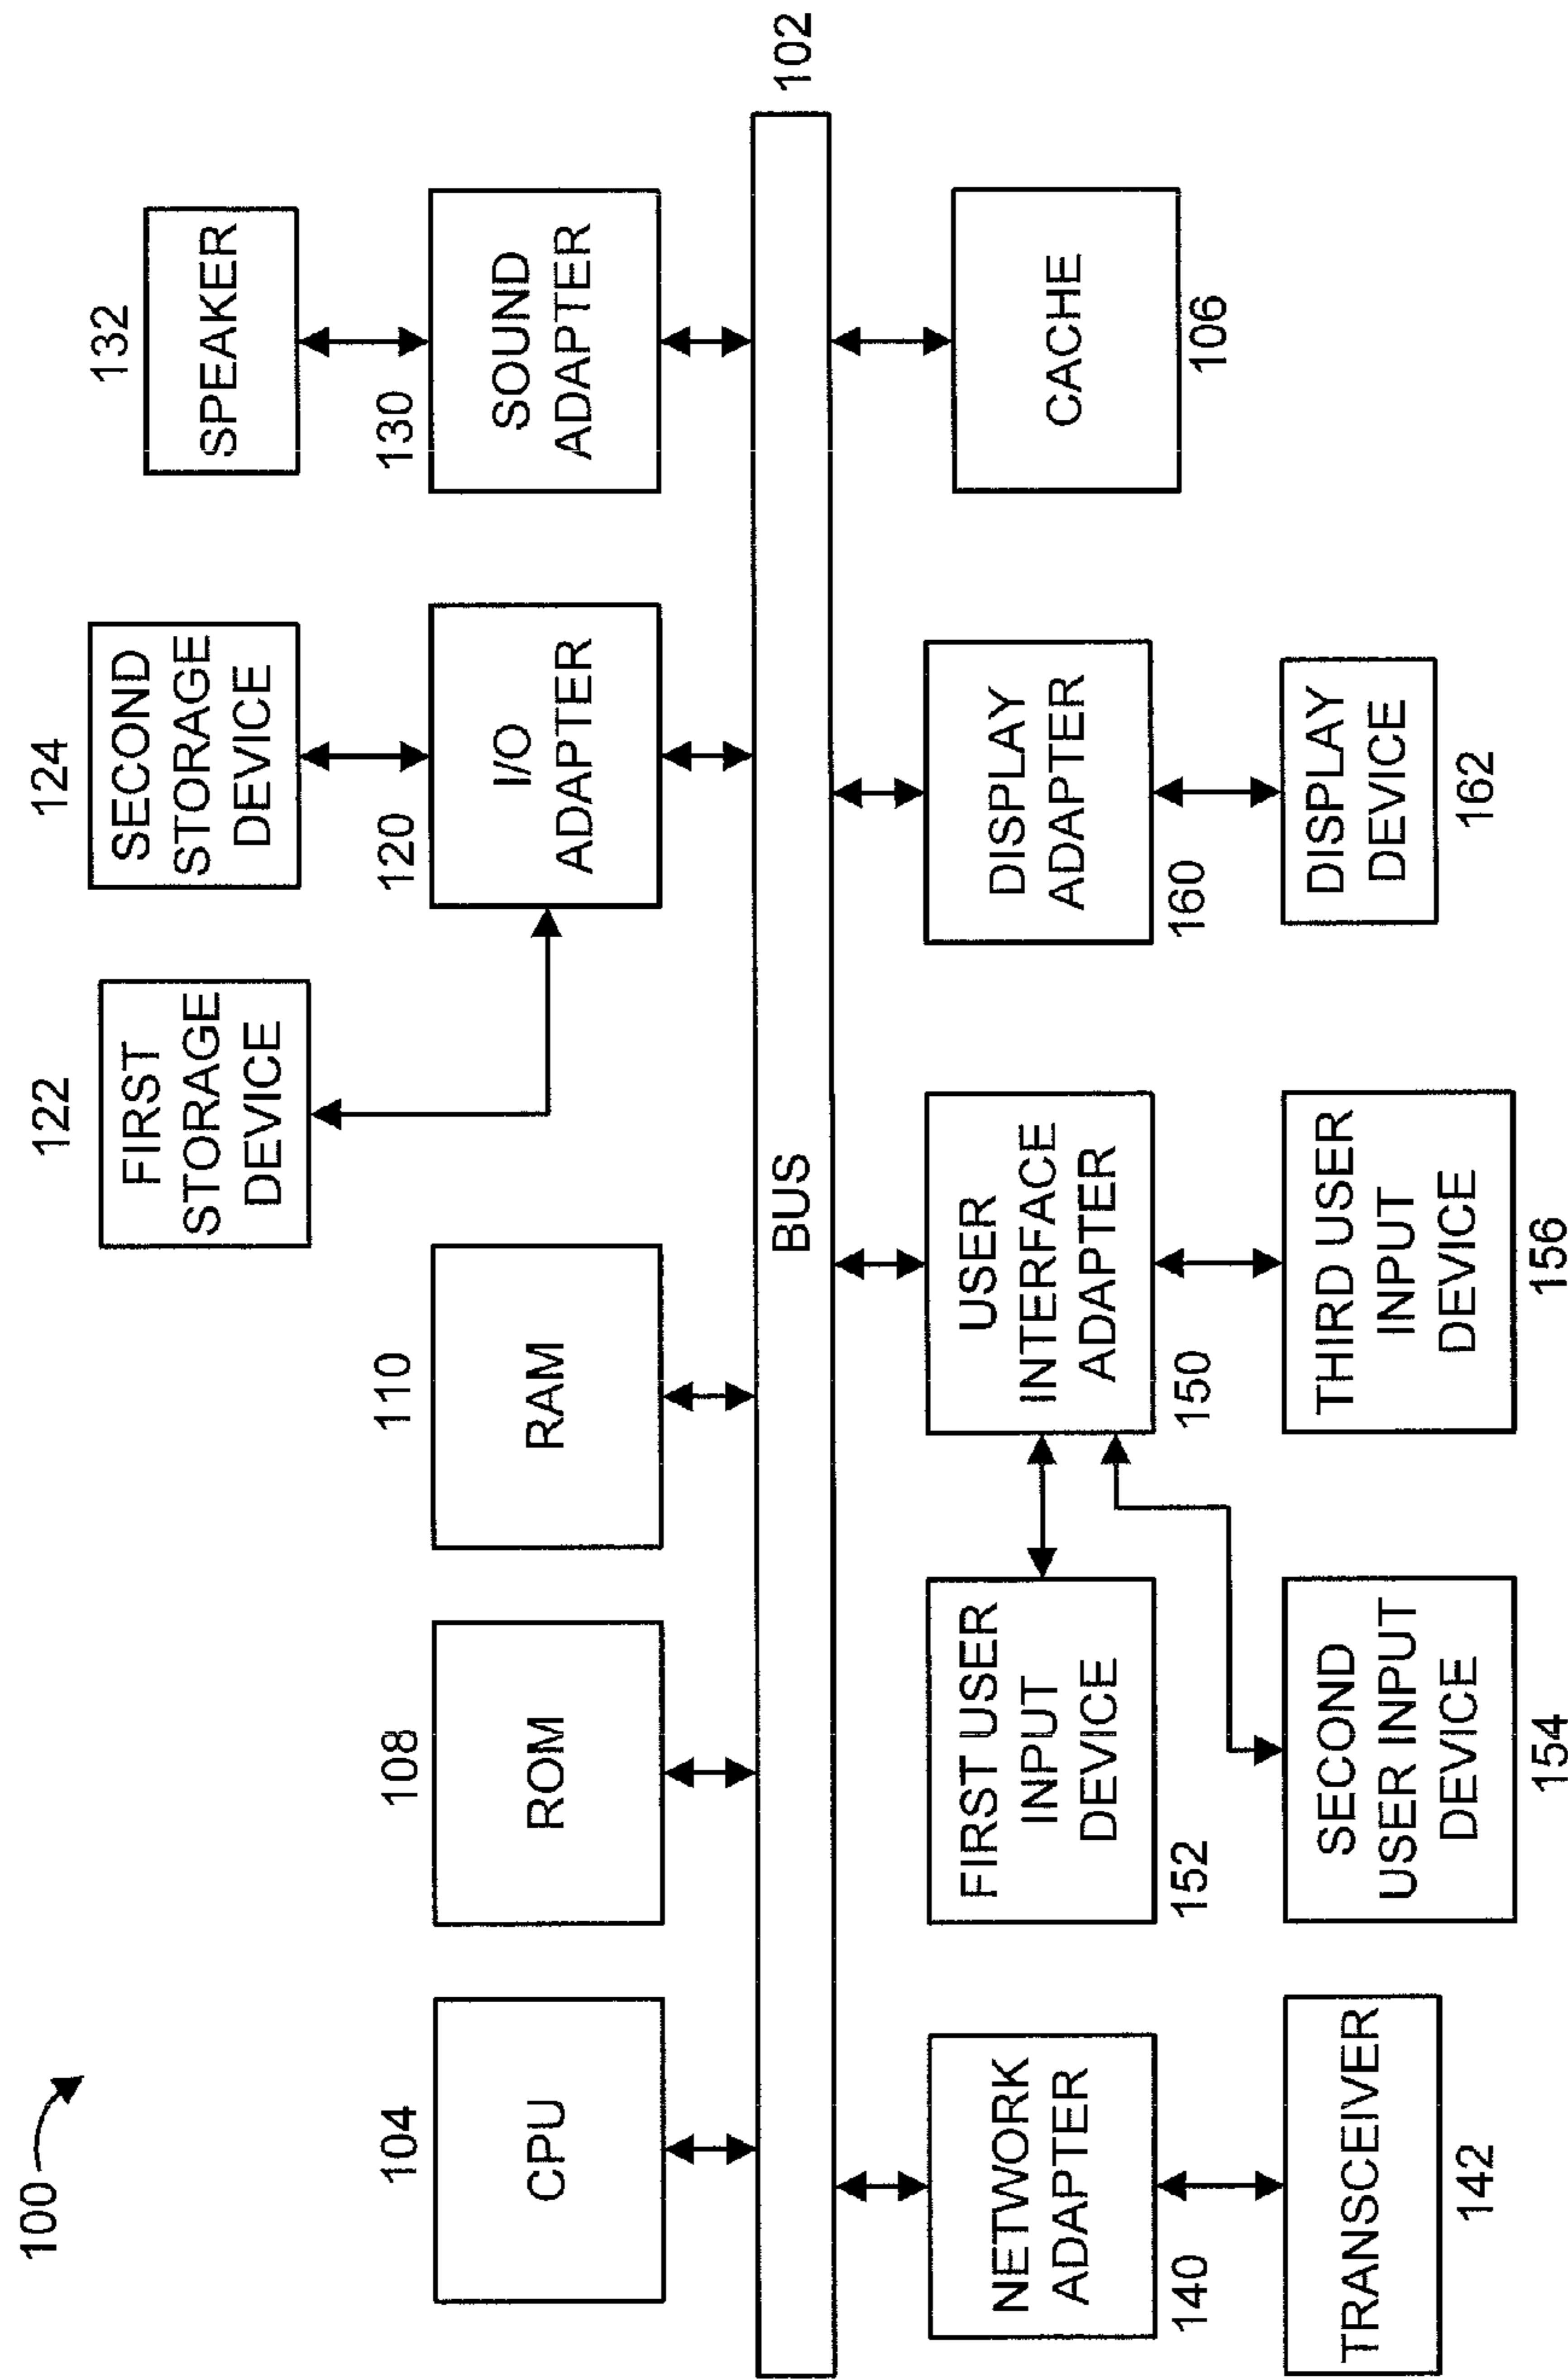 100
122
FIRST
STORAGE
DEVICE
124
SECOND
STORAGE
DEVICE
132
SPEAKER
104
CPU
108
ROM
110
RAM
120
I/O
ADAPTER
130
SOUND
ADAPTER
BUS
102
NETWORK
ADAPTER
140
FIRST USER
INPUT
DEVICE
152
USER
INTERFACE
ADAPTER
150
DISPLAY
ADAPTER
160
CACHE
106
TRANSCEIVER
142
SECOND
USER INPUT
DEVICE
154
THIRD USER
INPUT
DEVICE
156
DISPLAY
DEVICE
162